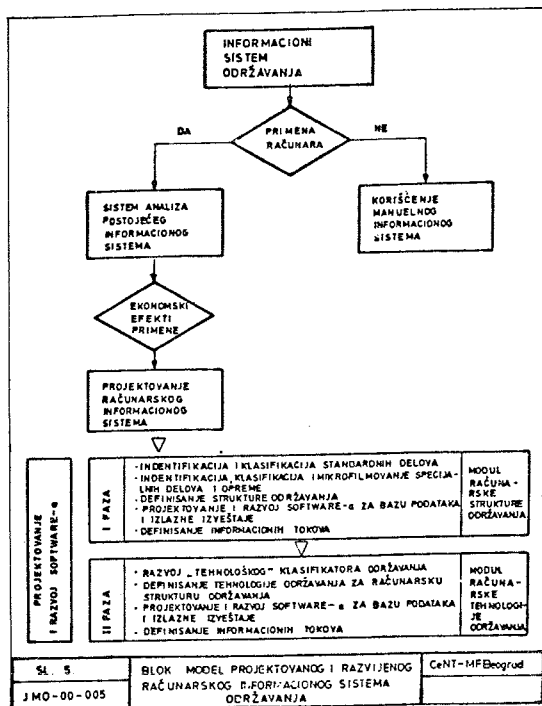 INFORMACIONI
SISTEM
ODRŽAVANJA
DA
PRIMENA
RAČUNARA
NE
SISTEM ANALIZA
POSTOJEĆEG
INFORMACIONOG
SISTEMA
KORIŠĆENJE
MANUELNOG
INFORMACIONOG
SISTEMA
EKONOMSKI
EFEKTI
PRIMENE
PROJEKTOVANJE
RAČUNARSKOG
INFORMACIONOG
SISTEMA
PROJEKTOVANJE
I RAZVOJ SOFTWARE-a
I FAZA
· INDENTIFIKACIJA I KLASIFIKACIJA STANDARDNIH DELOVA
· INDENTIFIKACIJA, KLASIFIKACIJA I MIKROFILMOVANJE SPECIJA-
LNIH DELOVA I OPREME
· DEFINISANJE STRUKTURE ODRŽAVANJA
· PROJEKTOVANJE I RAZVOJ SOFTWARE-a ZA BAZU PODATAKA
I IZLAZNE IZVEŠTAJE
· DEFINISANJE INFORMACIONIH TOKOVA
MODUL
RAČUNA-
RSKE
STRUKTURE
ODRŽAVANJA
II FAZA
· RAZVOJ „TEHNOLOŠKOG" KLASIFIKATORA ODRŽAVANJA
· DEFINISANJE TEHNOLOGIJE ODRŽAVANJA ZA RAČUNARSKU
STRUKTURU ODRŽAVANJA
· PROJEKTOVANJE I RAZVOJ SOFTWARE-a ZA BAZU PODATAKA
I IZLAZNE IZVEŠTAJE
· DEFINISANJE INFORMACIONIH TOKOVA
MODUL
RAČUNA-
RSKE
TEHNOLOGI-
JE
ODRŽAVANJA
SL. 5.
JMO-00-005
BLOK MODEL PROJEKTOVANOG I RAZVIJENOG
RAČUNARSKOG INFORMACIONOG SISTEMA
ODRŽAVANJA
CeNT-MF Beograd